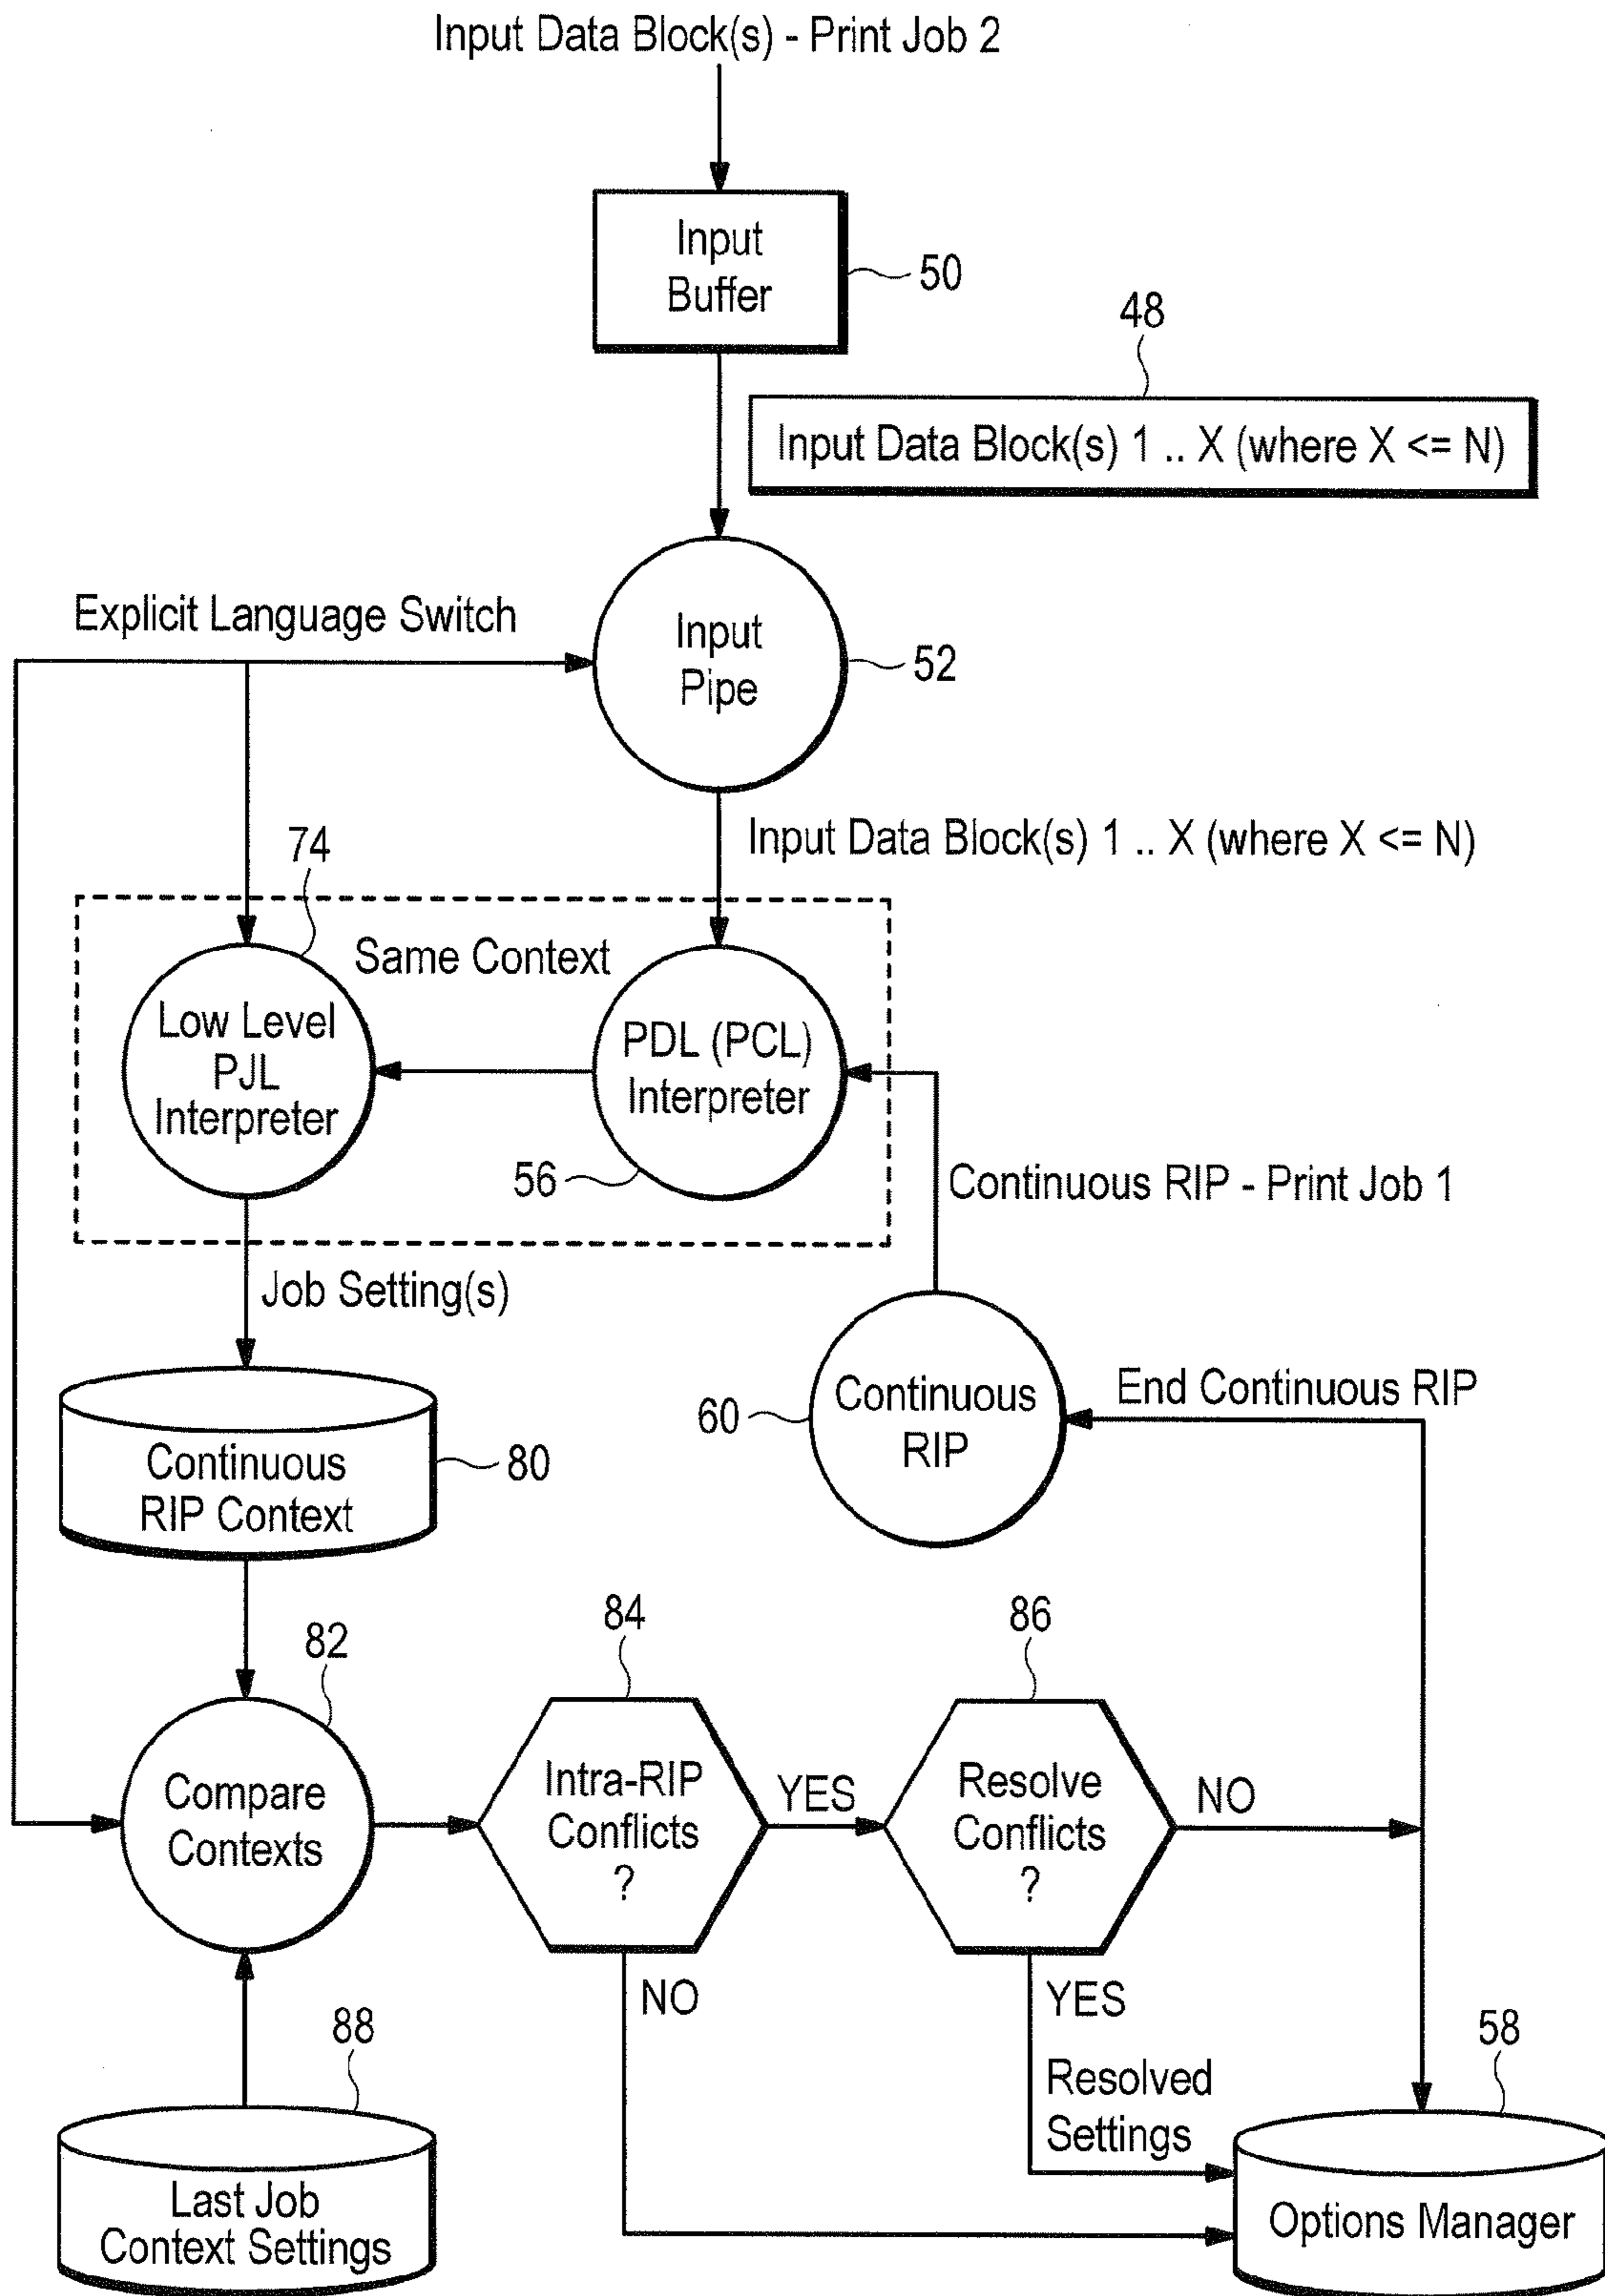 Input Data Block(s) - Print Job 2
Input
Buffer
50
48
Input Data Block(s) 1 .. X (where X <= N)
Explicit Language Switch
Input
Pipe
52
Input Data Block(s) 1 .. X (where X <= N)
74
Same Context
Low Level
PJL
Interpreter
PDL (PCL)
Interpreter
56
Continuous RIP - Print Job 1
Job Setting(s)
Continuous
RIP Context
80
60
Continuous
RIP
End Continuous RIP
82
Compare
Contexts
84
Intra-RIP
Conflicts
?
YES
86
Resolve
Conflicts
?
NO
NO
YES
Resolved
Settings
88
Last Job
Context Settings
58
Options Manager